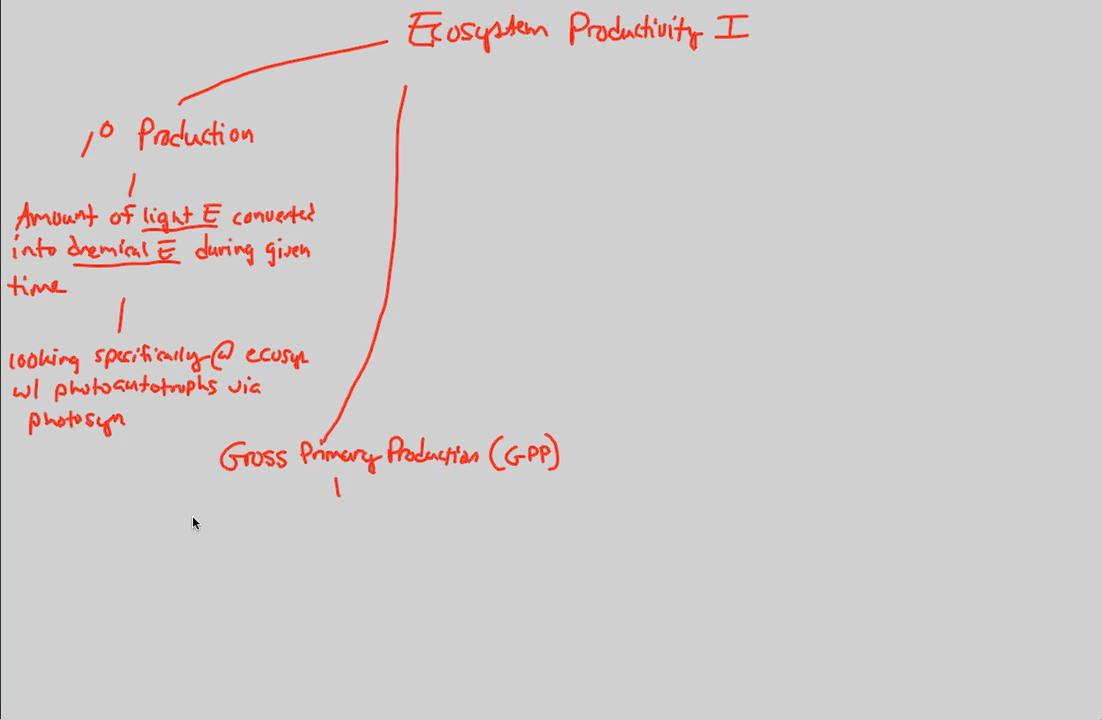 Ecosystem Productivity I
1° Production
Amount of light E converted
into chemical E during given
time
looking specifically @ ecosys
w/ photoautotrophs via
photosyn
Gross Primary Production (GPP)